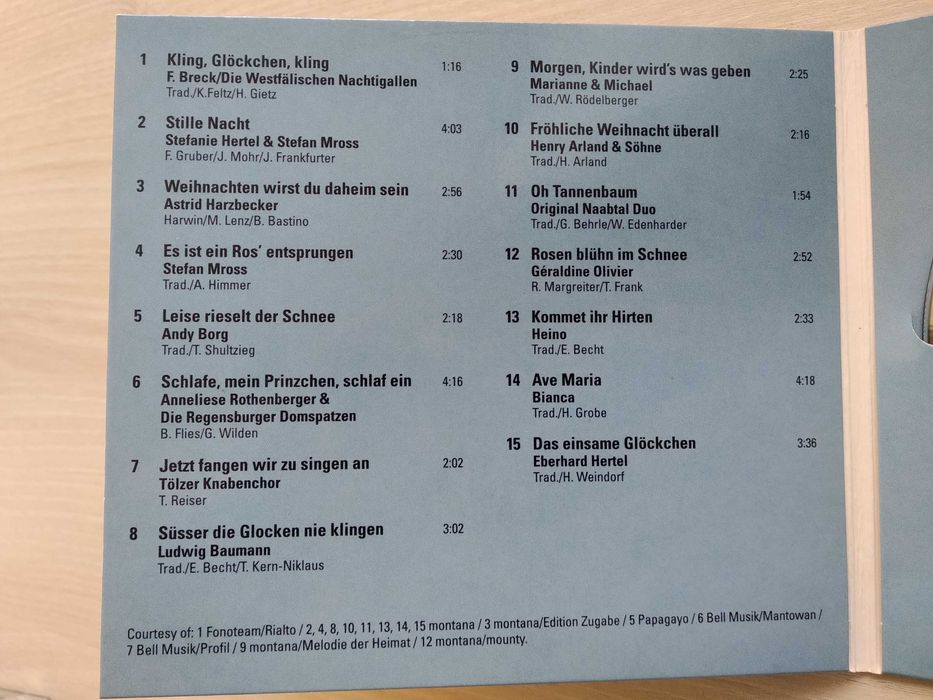 1 Kling, Glöckchen, kling 1:16
F. Breck/Die Westfälischen Nachtigallen
Trad./K.Feltz/H. Gietz
2 Stille Nacht 4:03
Stefanie Hertel & Stefan Mross
F. Gruber/J. Mohr/J. Frankfurter
3 Weihnachten wirst du daheim sein 2:56
Astrid Harzbecker
Harwin/M. Lenz/B. Bastino
4 Es ist ein Ros' entsprungen 2:30
Stefan Mross
Trad./A. Himmer
5 Leise rieselt der Schnee 2:18
Andy Borg
Trad./T. Shultzieg
6 Schlafe, mein Prinzchen, schlaf ein 4:16
Anneliese Rothenberger &
Die Regensburger Domspatzen
B. Flies/G. Wilden
7 Jetzt fangen wir zu singen an 2:02
Tölzer Knabenchor
T. Reiser
8 Süsser die Glocken nie klingen 3:02
Ludwig Baumann
Trad./E. Becht/T. Kern-Niklaus
9 Morgen, Kinder wird's was geben 2:25
Marianne & Michael
Trad./W. Rödelberger
10 Fröhliche Weihnacht überall 2:16
Henry Arland & Söhne
Trad./H. Arland
11 Oh Tannenbaum 1:54
Original Naabtal Duo
Trad./G. Behrle/W. Edenharder
12 Rosen blühn im Schnee 2:52
Géraldine Olivier
R. Margreiter/T. Frank
13 Kommet ihr Hirten 2:33
Heino
Trad./E. Becht
14 Ave Maria 4:18
Bianca
Trad./H. Grobe
15 Das einsame Glöckchen 3:36
Eberhard Hertel
Trad./H. Weindorf
Courtesy of: 1 Fonoteam/Rialto / 2, 4, 8, 10, 11, 13, 14, 15 montana / 3 montana/Edition Zugabe / 5 Papagayo / 6 Bell Musik/Mantowan /
7 Bell Musik/Profil / 9 montana/Melodie der Heimat / 12 montana/mounty.